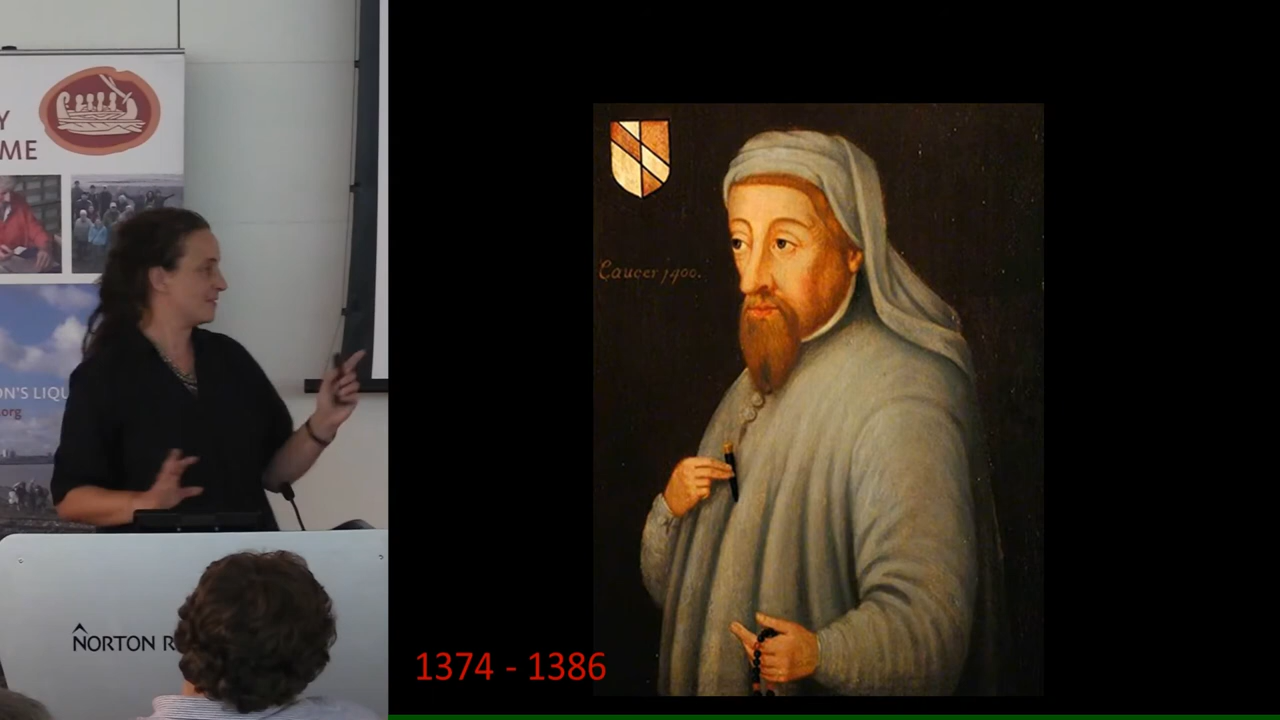 Y
ME
ON'S LIQU
.org
NORTON R
Caucer 1400.
1374 - 1386